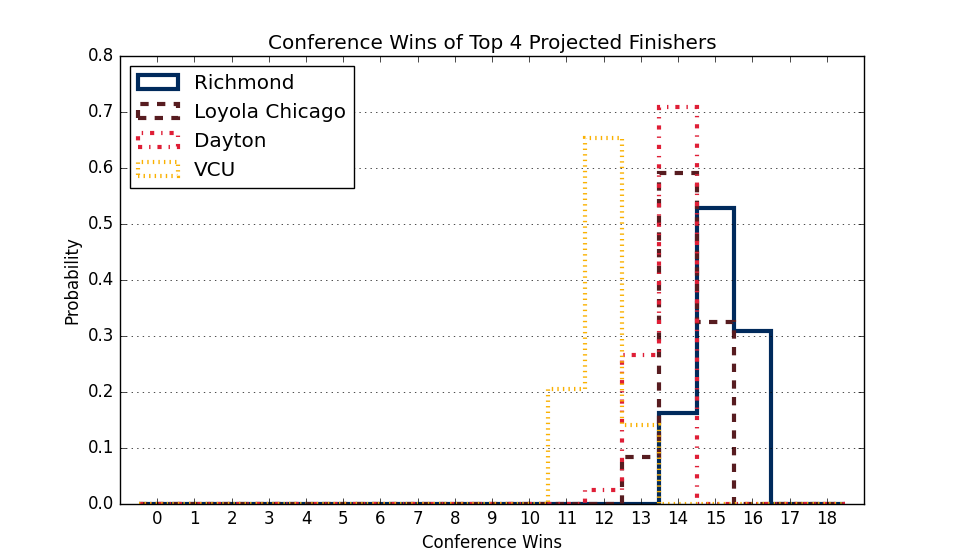 Conference Wins of Top 4 Projected Finishers
Richmond
Loyola Chicago
Dayton
VCU
Probability
0.8
0.7
0.6
0.5
0.4
0.3
0.2
0.1
0.0
0 1 2 3 4 5 6 7 8 9 10 11 12 13 14 15 16 17 18
Conference Wins